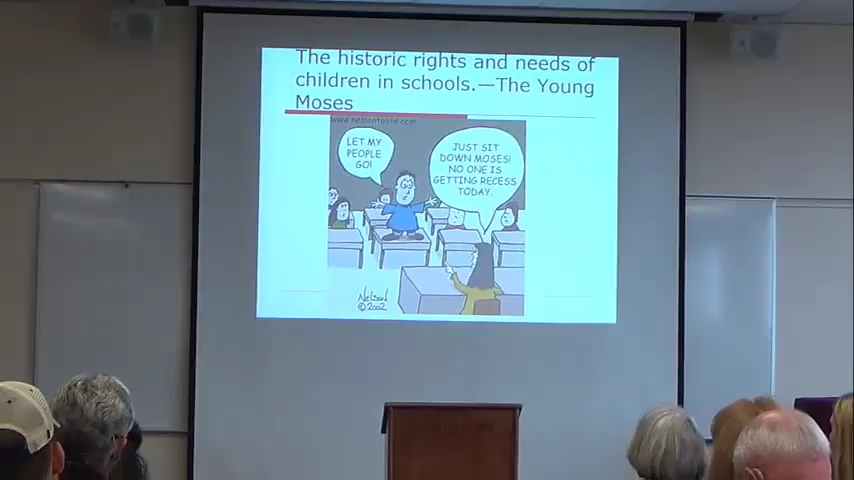 The historic rights and needs of
children in schools.—The Young
Moses
www.nelsontoons.com
LET MY
PEOPLE
GO!
JUST SIT
DOWN MOSES!
NO ONE IS
GETTING RECESS
TODAY.
Nelson
©2002